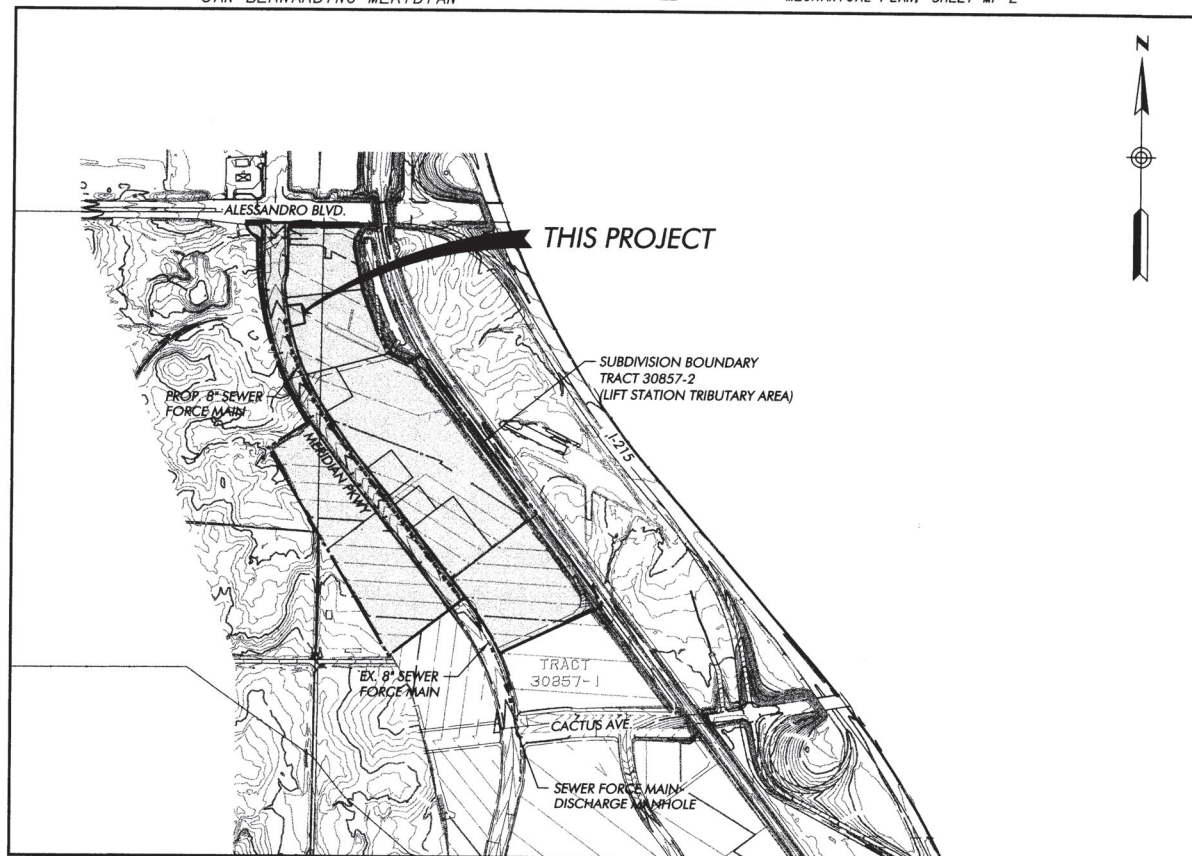 SAN BERNARDINO MERIDIAN
MECHANICAL PLAN, SHEET MP-2
N
ALESSANDRO BLVD.
THIS PROJECT
SUBDIVISION BOUNDARY
TRACT 30857-2
(LIFT STATION TRIBUTARY AREA)
PROP. 8" SEWER
FORCE MAIN
I-215
MERIDIAN PKWY
TRACT
30857-1
EX. 8" SEWER
FORCE MAIN
CACTUS AVE.
SEWER FORCE MAIN
DISCHARGE MANHOLE